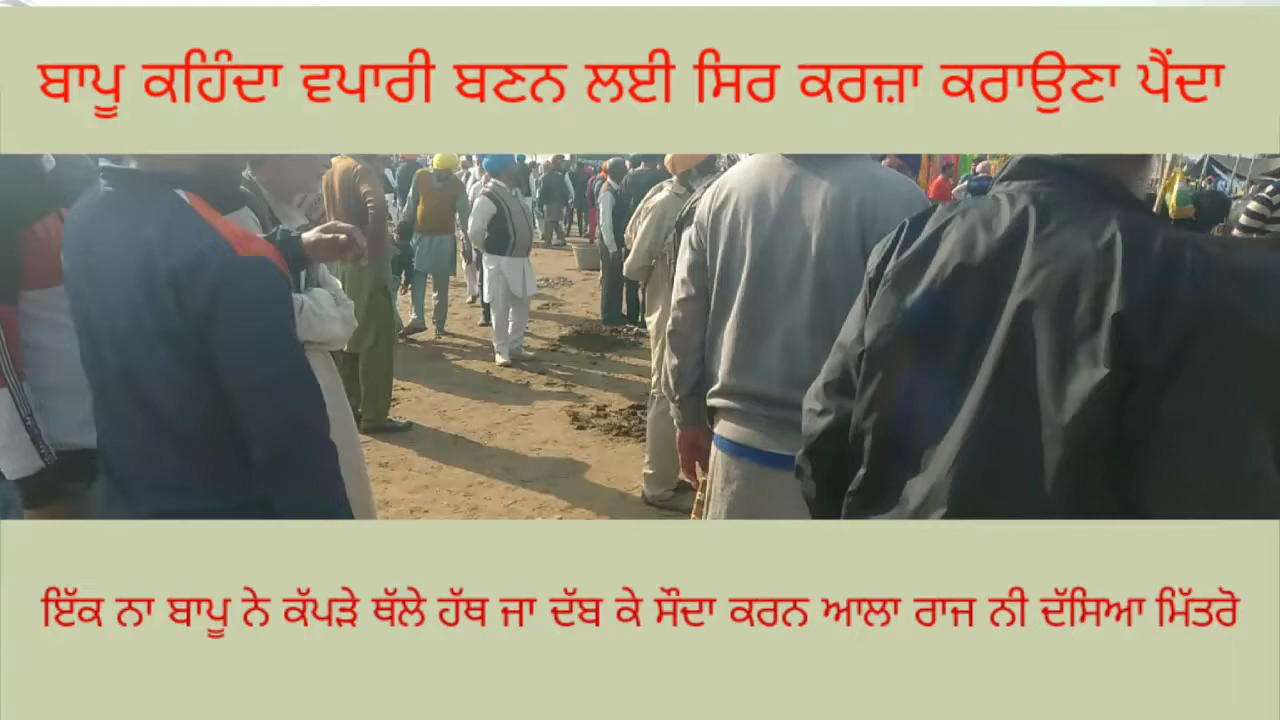 ਬਾਪੂ ਕਹਿੰਦਾ ਵਪਾਰੀ ਬਣਨ ਲਈ ਸਿਰ ਕਰਜ਼ਾ ਕਰਾਉਣਾ ਪੈਂਦਾ
ਇੱਕ ਨਾ ਬਾਪੂ ਨੇ ਕੱਪੜੇ ਥੱਲੇ ਹੱਥ ਜਾ ਦੱਬ ਕੇ ਸੌਦਾ ਕਰਨ ਆਲਾ ਰਾਜ ਨੀ ਦੱਸਿਆ ਮਿੱਤਰੋ